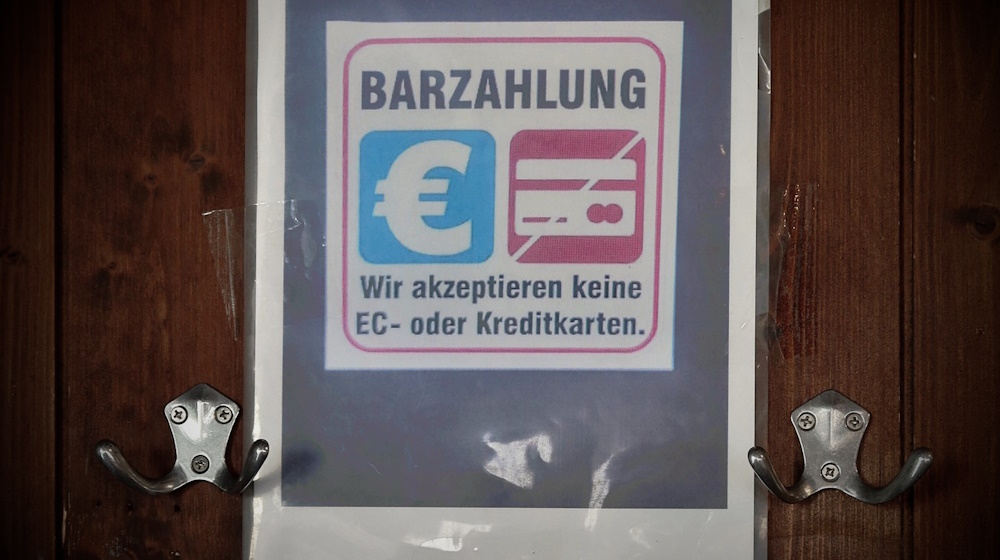 BARZAHLUNG
€
Wir akzeptieren keine
EC- oder Kreditkarten.